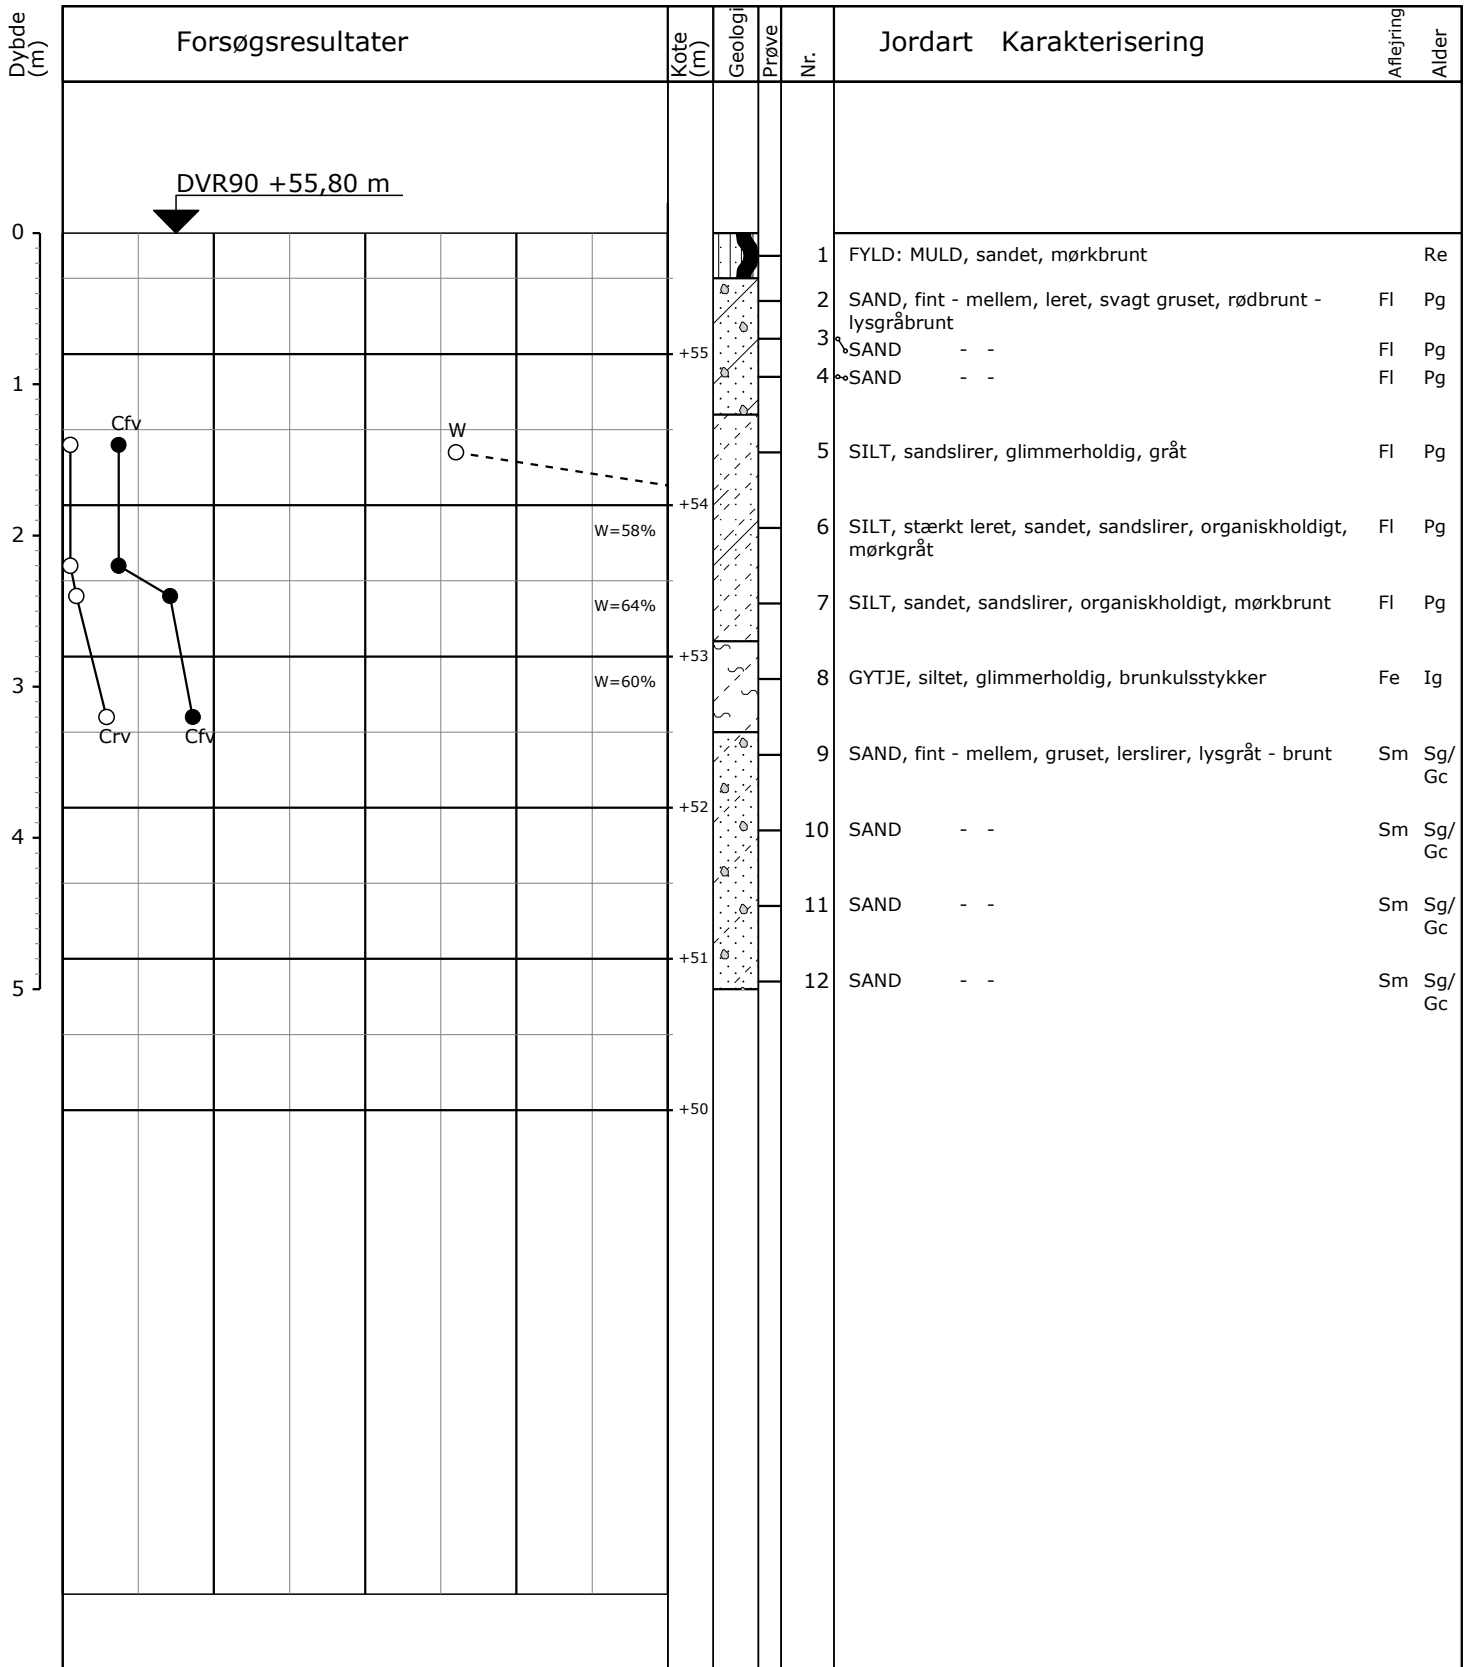 Dybde (m)
Forsøgsresultater
Kote (m)
Geologi
Prøve
Nr.
Jordart Karakterisering
Aflejring
Alder
DVR90 +55,80 m
0
1 FYLD: MULD, sandet, mørkbrunt Re
2 SAND, fint - mellem, leret, svagt gruset, rødbrunt - Fl Pg
lysgråbrunt
3 SAND - - Fl Pg
+55
1
4 SAND - - Fl Pg
Cfv
W
5 SILT, sandslirer, glimmerholdig, gråt Fl Pg
+54
2
W=58%
6 SILT, stærkt leret, sandet, sandslirer, organiskholdigt, Fl Pg
mørkgråt
W=64%
7 SILT, sandet, sandslirer, organiskholdigt, mørkbrunt Fl Pg
+53
3
W=60%
8 GYTJE, siltet, glimmerholdig, brunkulsstykker Fe Ig
Crv
Cfv
9 SAND, fint - mellem, gruset, lerslirer, lysgråt - brunt Sm Sg/
Gc
+52
4
10 SAND - - Sm Sg/
Gc
11 SAND - - Sm Sg/
Gc
+51
5
12 SAND - - Sm Sg/
Gc
+50